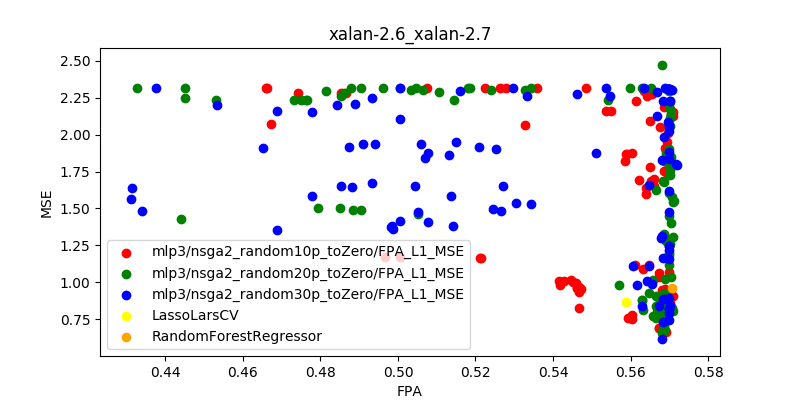 xalan-2.6_xalan-2.7
2.50
2.25
2.00
1.75
1.50
1.25
1.00
0.75
MSE
mlp3/nsga2_random10p_toZero/FPA_L1_MSE
mlp3/nsga2_random20p_toZero/FPA_L1_MSE
mlp3/nsga2_random30p_toZero/FPA_L1_MSE
LassoLarsCV
RandomForestRegressor
0.44
0.46
0.48
0.50
0.52
0.54
0.56
0.58
FPA